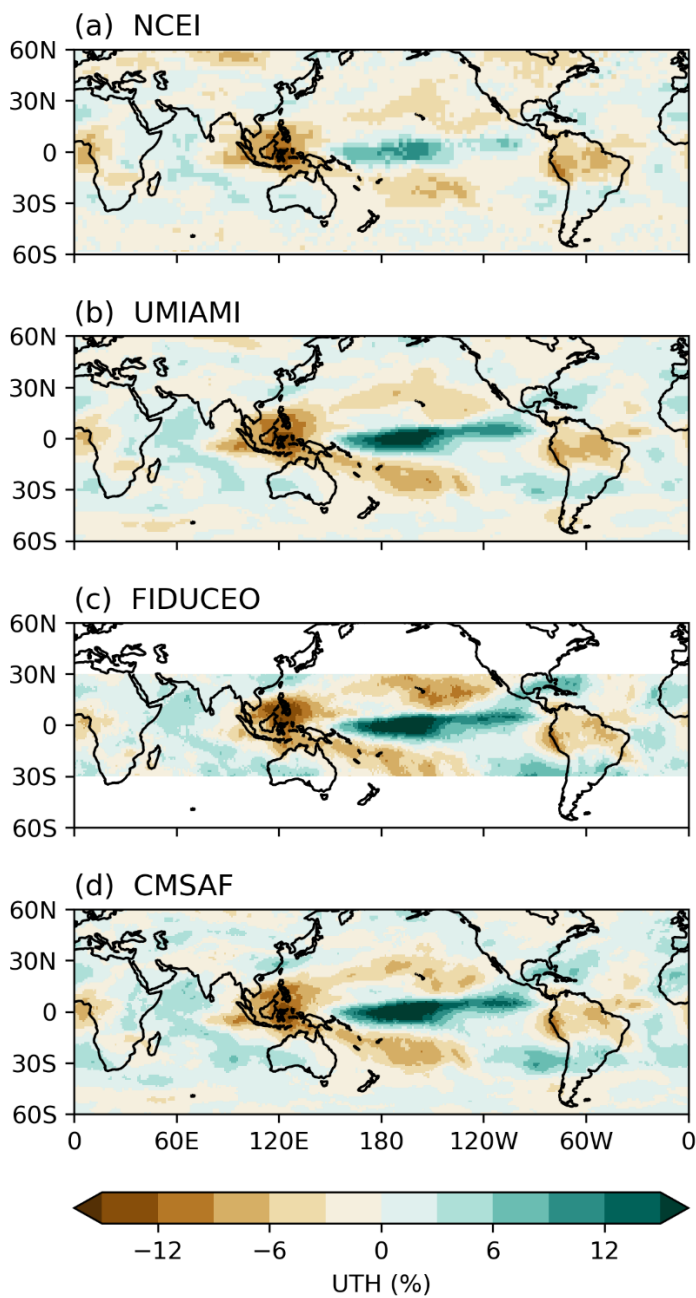 (a) NCEI
60N
30N
0
30S
60S
(b) UMIAMI
60N
30N
0
30S
60S
(c) FIDUCEO
60N
30N
0
30S
60S
(d) CMSAF
60N
30N
0
30S
60S
0 60E 120E 180 120W 60W 0
−12 −6 0 6 12
UTH (%)